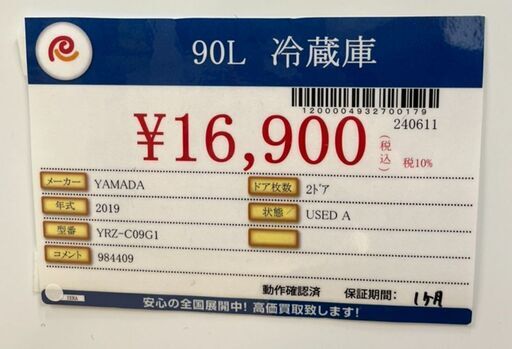 90L 冷蔵庫
1200004932700179
240611
¥16,900 (税込) 税10%
メーカー YAMADA ドア枚数 2ドア
年式 2019 状態 USED A
型番 YRZ-C09G1
コメント 984409
動作確認済 保証期間: 1ヶ月
安心の全国展開中! 高価買取致します!